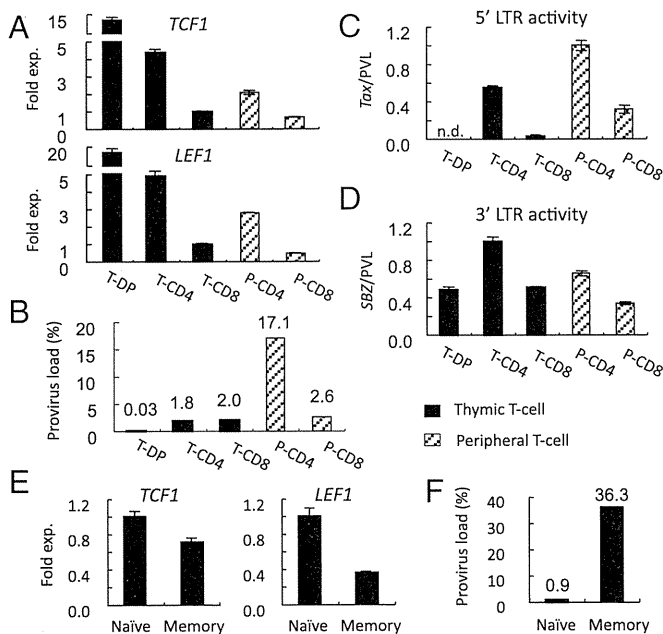 A
TCF1
Fold exp.
15
5
3
1
0
LEF1
Fold exp.
20
5
3
1
0
T-DP
T-CD4
T-CD8
P-CD4
P-CD8
B
Provirus load (%)
20
15
10
5
0
0.03
1.8
2.0
17.1
2.6
T-DP
T-CD4
T-CD8
P-CD4
P-CD8
C
5' LTR activity
Tax/PVL
1.2
0.8
0.4
0.0
n.d.
T-DP
T-CD4
T-CD8
P-CD4
P-CD8
D
3' LTR activity
SBZ/PVL
1.2
0.8
0.4
0.0
T-DP
T-CD4
T-CD8
P-CD4
P-CD8
Thymic T-cell
Peripheral T-cell
E
TCF1
Fold exp.
1.2
0.8
0.4
0.0
Naïve Memory
LEF1
1.2
0.8
0.4
0.0
Naïve Memory
F
Provirus load (%)
40
30
20
10
0
0.9
36.3
Naïve Memory